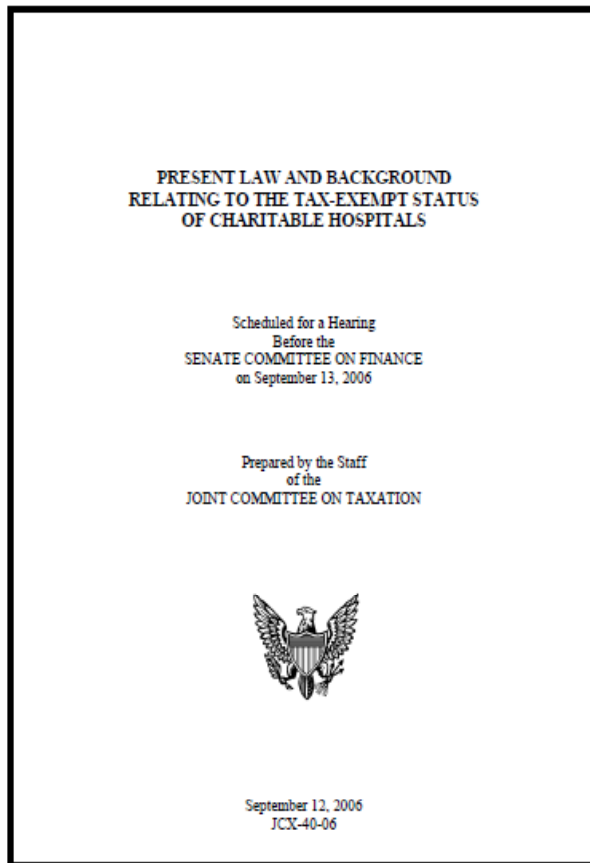 PRESENT LAW AND BACKGROUND
RELATING TO THE TAX-EXEMPT STATUS
OF CHARITABLE HOSPITALS
Scheduled for a Hearing
Before the
SENATE COMMITTEE ON FINANCE
on September 13, 2006
Prepared by the Staff
of the
JOINT COMMITTEE ON TAXATION
September 12, 2006
JCX-40-06